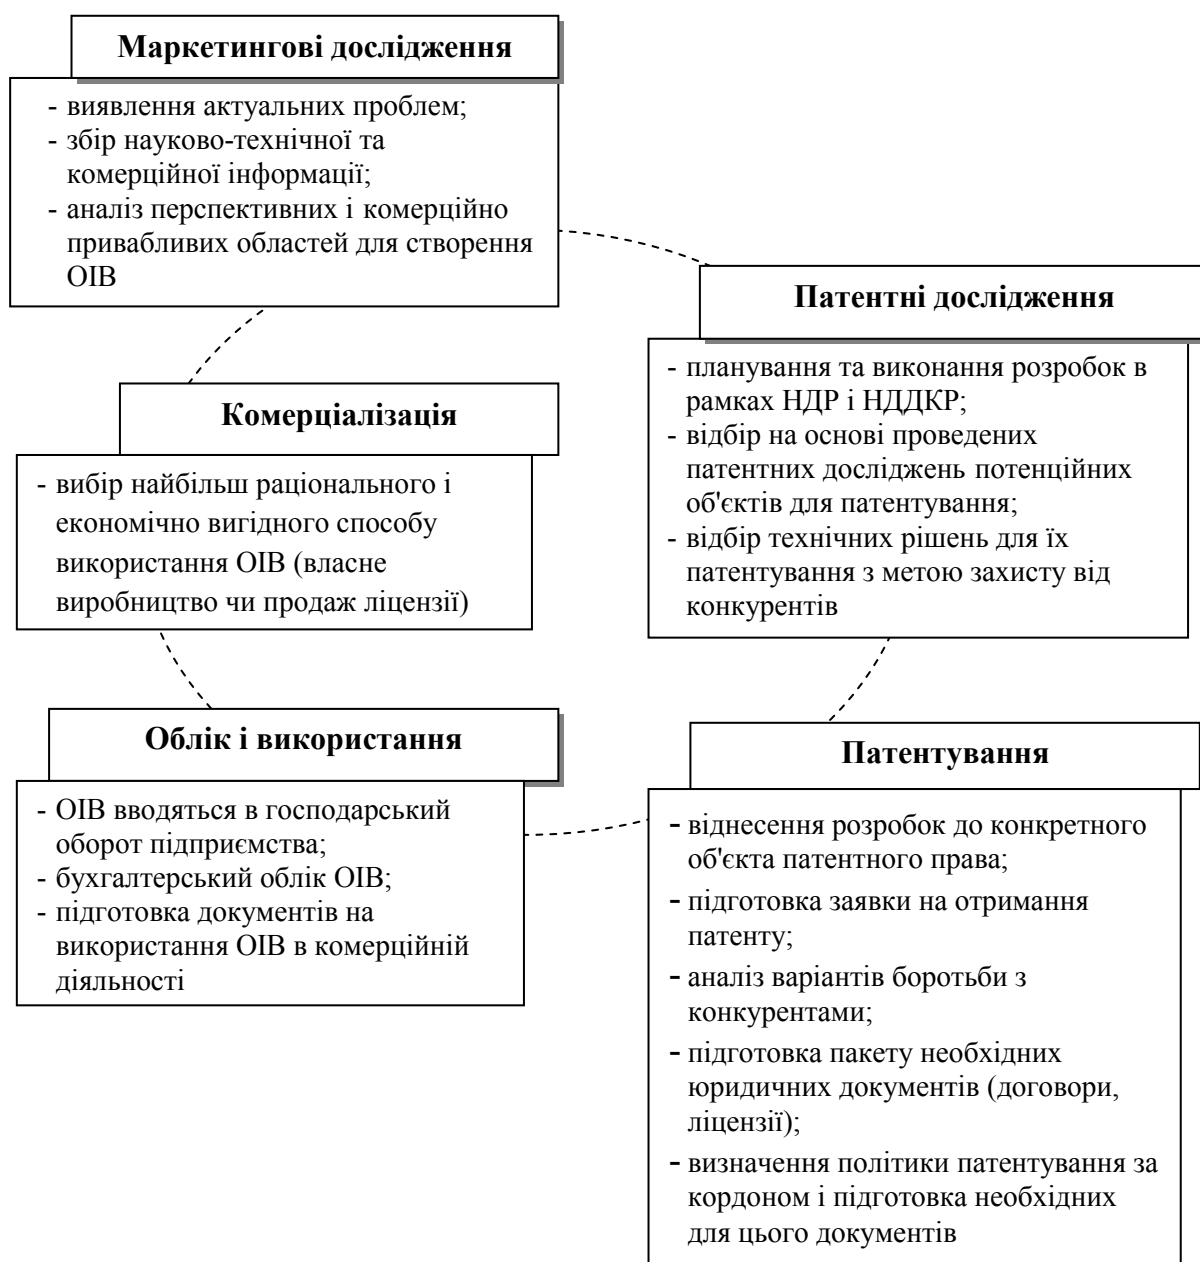 Маркетингові дослідження
- виявлення актуальних проблем;
- збір науково-технічної та
комерційної інформації;
- аналіз перспективних і комерційно
привабливих областей для створення
ОІВ
Патентні дослідження
- планування та виконання розробок в
рамках НДР і НДДКР;
- відбір на основі проведених
патентних досліджень потенційних
об'єктів для патентування;
- відбір технічних рішень для їх
патентування з метою захисту від
конкурентів
Комерціалізація
- вибір найбільш раціонального і
економічно вигідного способу
використання ОІВ (власне
виробництво чи продаж ліцензії)
Облік і використання
- ОІВ вводяться в господарський
оборот підприємства;
- бухгалтерський облік ОІВ;
- підготовка документів на
використання ОІВ в комерційній
діяльності
Патентування
- віднесення розробок до конкретного
об'єкта патентного права;
- підготовка заявки на отримання
патенту;
- аналіз варіантів боротьби з
конкурентами;
- підготовка пакету необхідних
юридичних документів (договори,
ліцензії);
- визначення політики патентування за
кордоном і підготовка необхідних
для цього документів